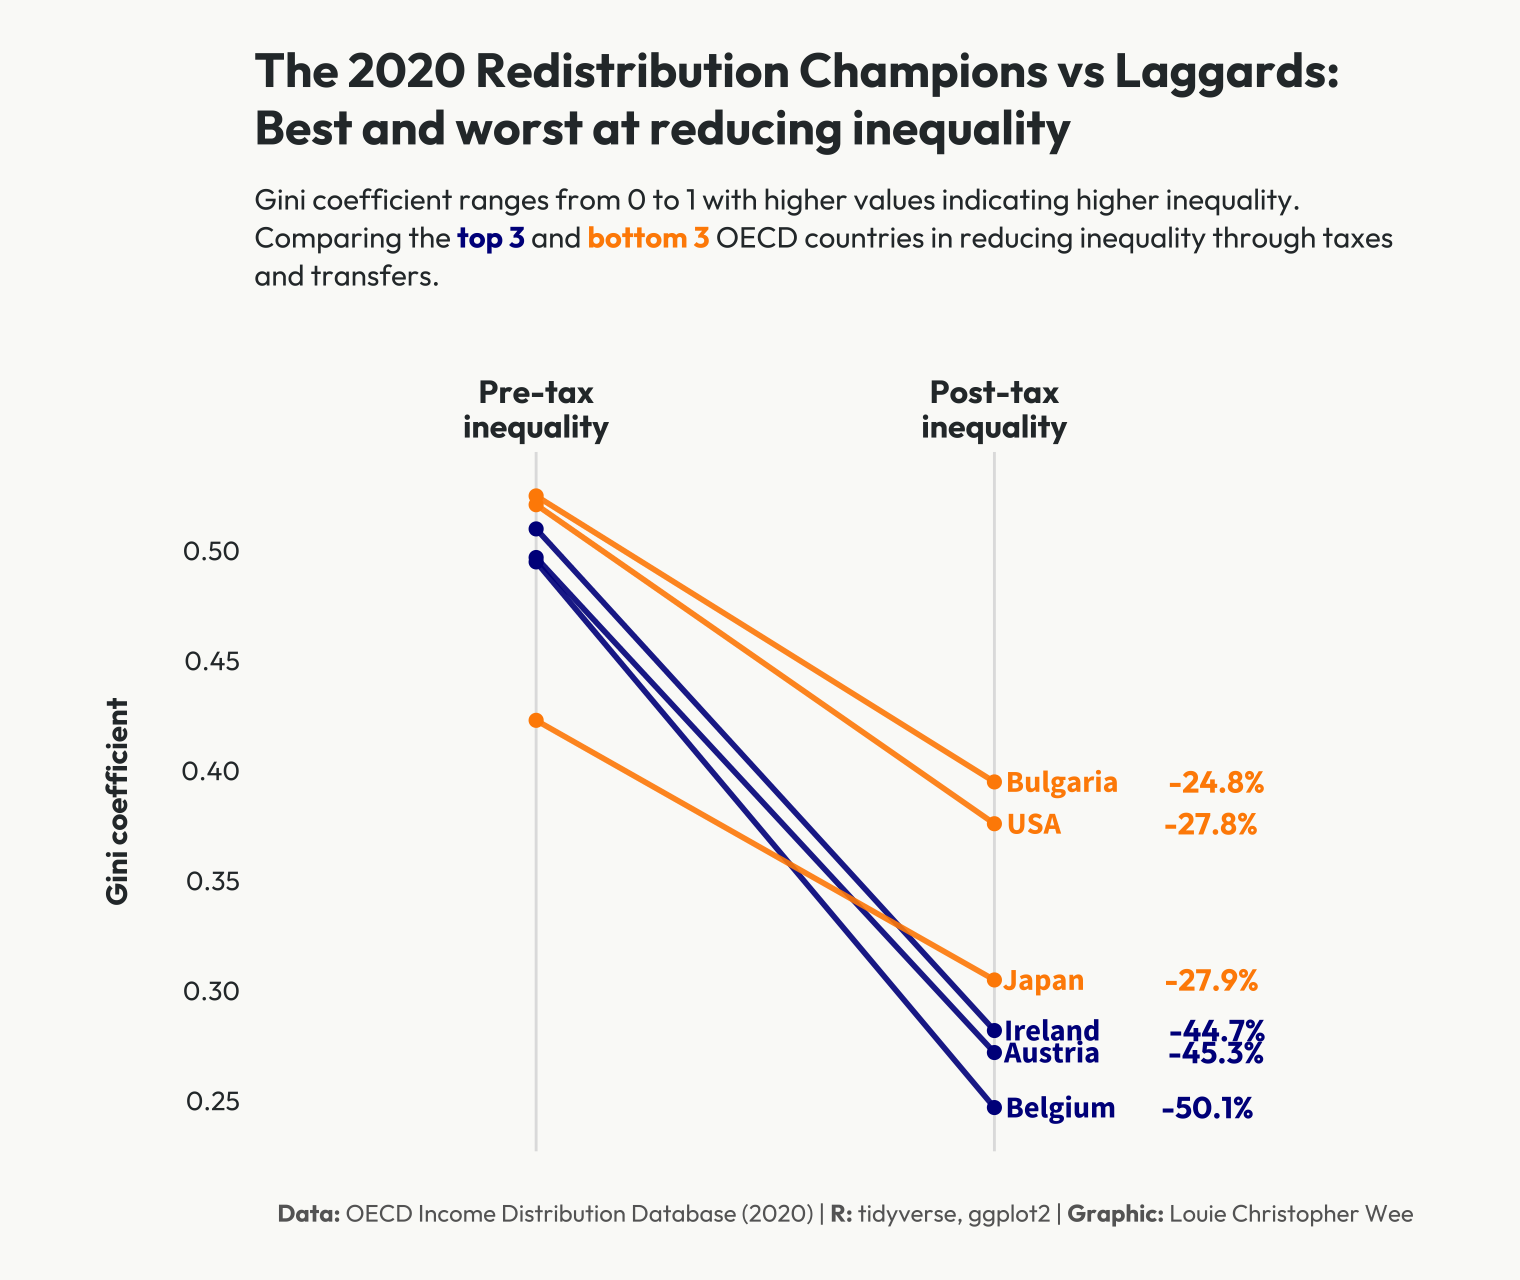 The 2020 Redistribution Champions vs Laggards:
Best and worst at reducing inequality
Gini coefficient ranges from 0 to 1 with higher values indicating higher inequality.
Comparing the top 3 and bottom 3 OECD countries in reducing inequality through taxes
and transfers.
Pre-tax
inequality
Post-tax
inequality
Gini coefficient
0.50
0.45
0.40
0.35
0.30
0.25
Bulgaria -24.8%
USA -27.8%
Japan -27.9%
Ireland -44.7%
Austria -45.3%
Belgium -50.1%
Data: OECD Income Distribution Database (2020) | R: tidyverse, ggplot2 | Graphic: Louie Christopher Wee